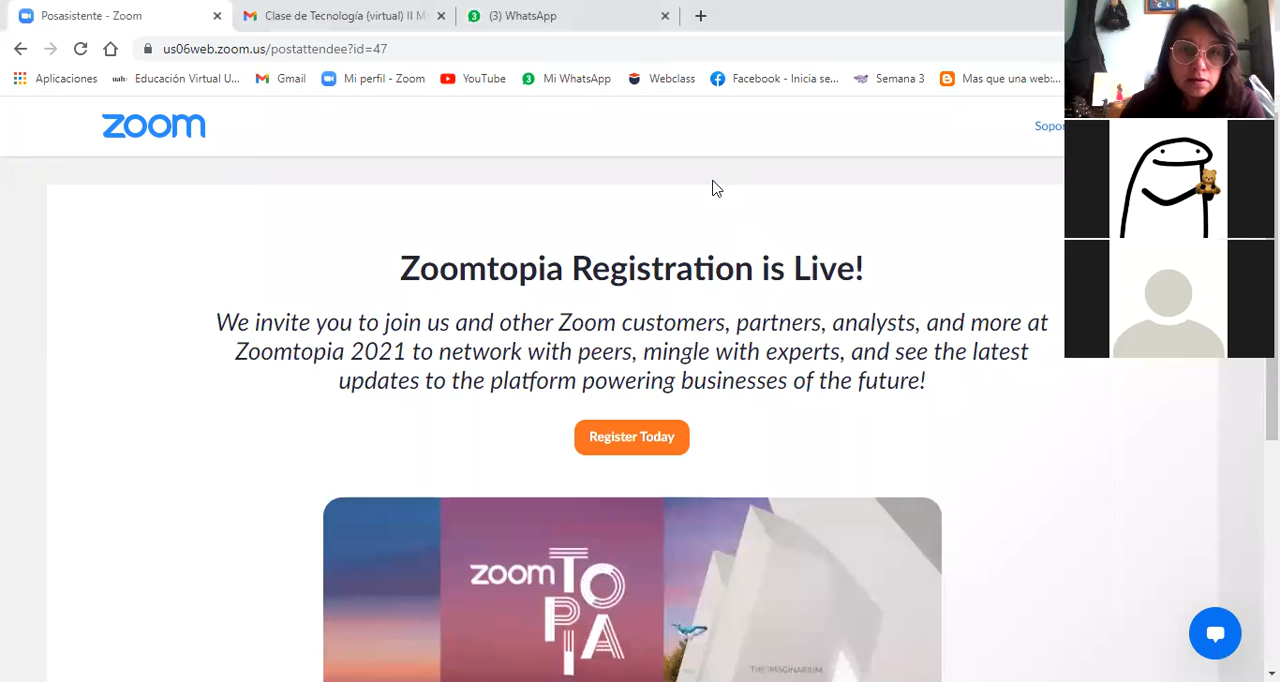 Posasistente - Zoom
Clase de Tecnología (virtual) II M
(3) WhatsApp
us06web.zoom.us/postattendee?id=47
Aplicaciones
uah/ Educación Virtual U...
Gmail
Mi perfil - Zoom
YouTube
Mi WhatsApp
Webclass
Facebook - Inicia se...
Semana 3
Mas que una web:...
zoom
Sopor
Zoomtopia Registration is Live!
We invite you to join us and other Zoom customers, partners, analysts, and more at
Zoomtopia 2021 to network with peers, mingle with experts, and see the latest
updates to the platform powering businesses of the future!
Register Today
zoomTOPIA
THE IMAGINARIUM